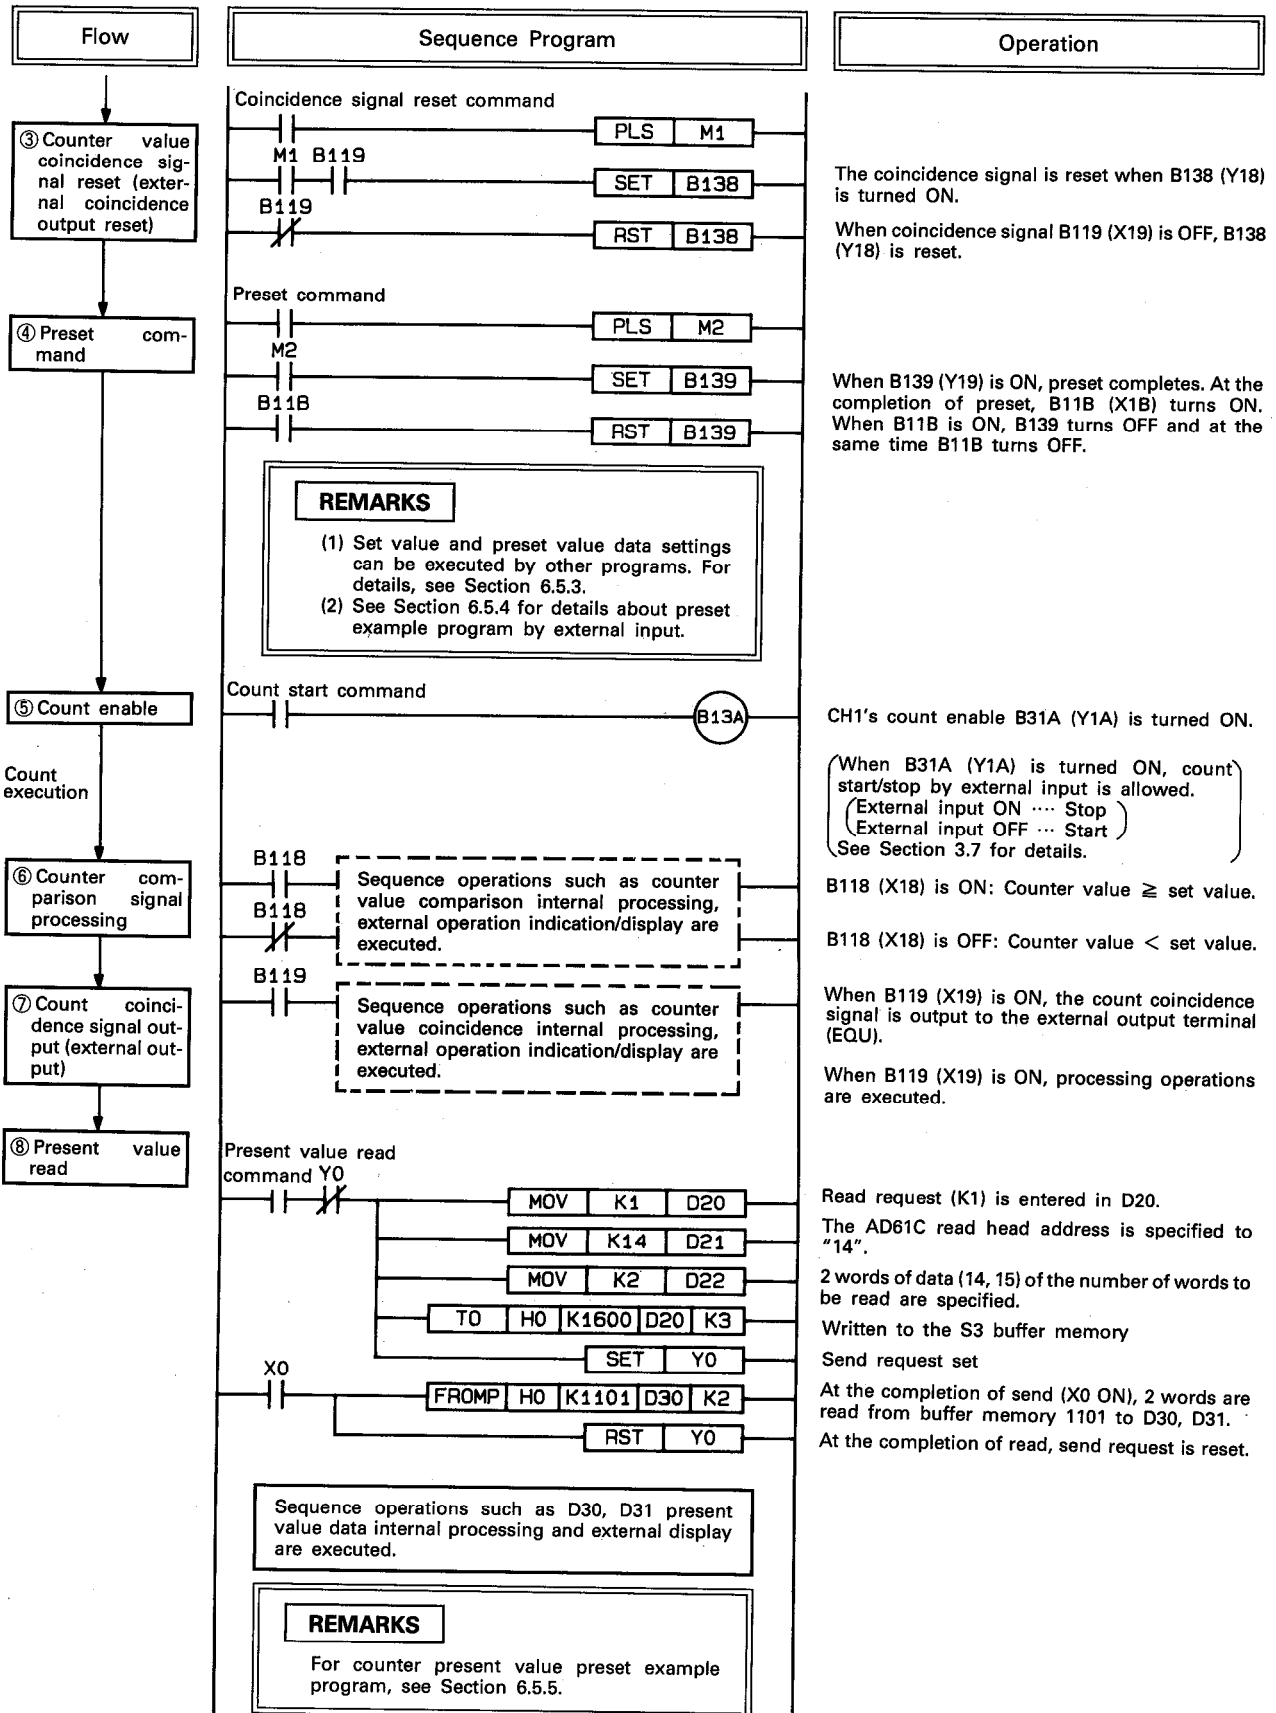 Flow
Sequence Program
Operation
③ Counter value
coincidence sig-
nal reset (exter-
nal coincidence
output reset)
Coincidence signal reset command
PLS M1
M1 B119
SET B138
The coincidence signal is reset when B138 (Y18)
is turned ON.
B119
RST B138
When coincidence signal B119 (X19) is OFF, B138
(Y18) is reset.
④ Preset com-
mand
Preset command
PLS M2
M2
SET B139
B11B
RST B139
When B139 (Y19) is ON, preset completes. At the
completion of preset, B11B (X1B) turns ON.
When B11B is ON, B139 turns OFF and at the
same time B11B turns OFF.
REMARKS
(1) Set value and preset value data settings
can be executed by other programs. For
details, see Section 6.5.3.
(2) See Section 6.5.4 for details about preset
example program by external input.
⑤ Count enable
Count start command
B13A
CH1's count enable B31A (Y1A) is turned ON.
Count
execution
When B31A (Y1A) is turned ON, count
start/stop by external input is allowed.
(External input ON ···· Stop)
(External input OFF ··· Start)
See Section 3.7 for details.
⑥ Counter com-
parison signal
processing
B118
B118
Sequence operations such as counter
value comparison internal processing,
external operation indication/display are
executed.
B118 (X18) is ON: Counter value ≧ set value.
B118 (X18) is OFF: Counter value < set value.
⑦ Count coinci-
dence signal out-
put (external out-
put)
B119
Sequence operations such as counter
value coincidence internal processing,
external operation indication/display are
executed.
When B119 (X19) is ON, the count coincidence
signal is output to the external output terminal
(EQU).
When B119 (X19) is ON, processing operations
are executed.
⑧ Present value
read
Present value read
command Y0
MOV K1 D20
Read request (K1) is entered in D20.
MOV K14 D21
The AD61C read head address is specified to
"14".
MOV K2 D22
2 words of data (14, 15) of the number of words to
be read are specified.
TO H0 K1600 D20 K3
Written to the S3 buffer memory
SET Y0
Send request set
X0
FROMP H0 K1101 D30 K2
At the completion of send (X0 ON), 2 words are
read from buffer memory 1101 to D30, D31.
RST Y0
At the completion of read, send request is reset.
Sequence operations such as D30, D31 present
value data internal processing and external display
are executed.
REMARKS
For counter present value preset example
program, see Section 6.5.5.